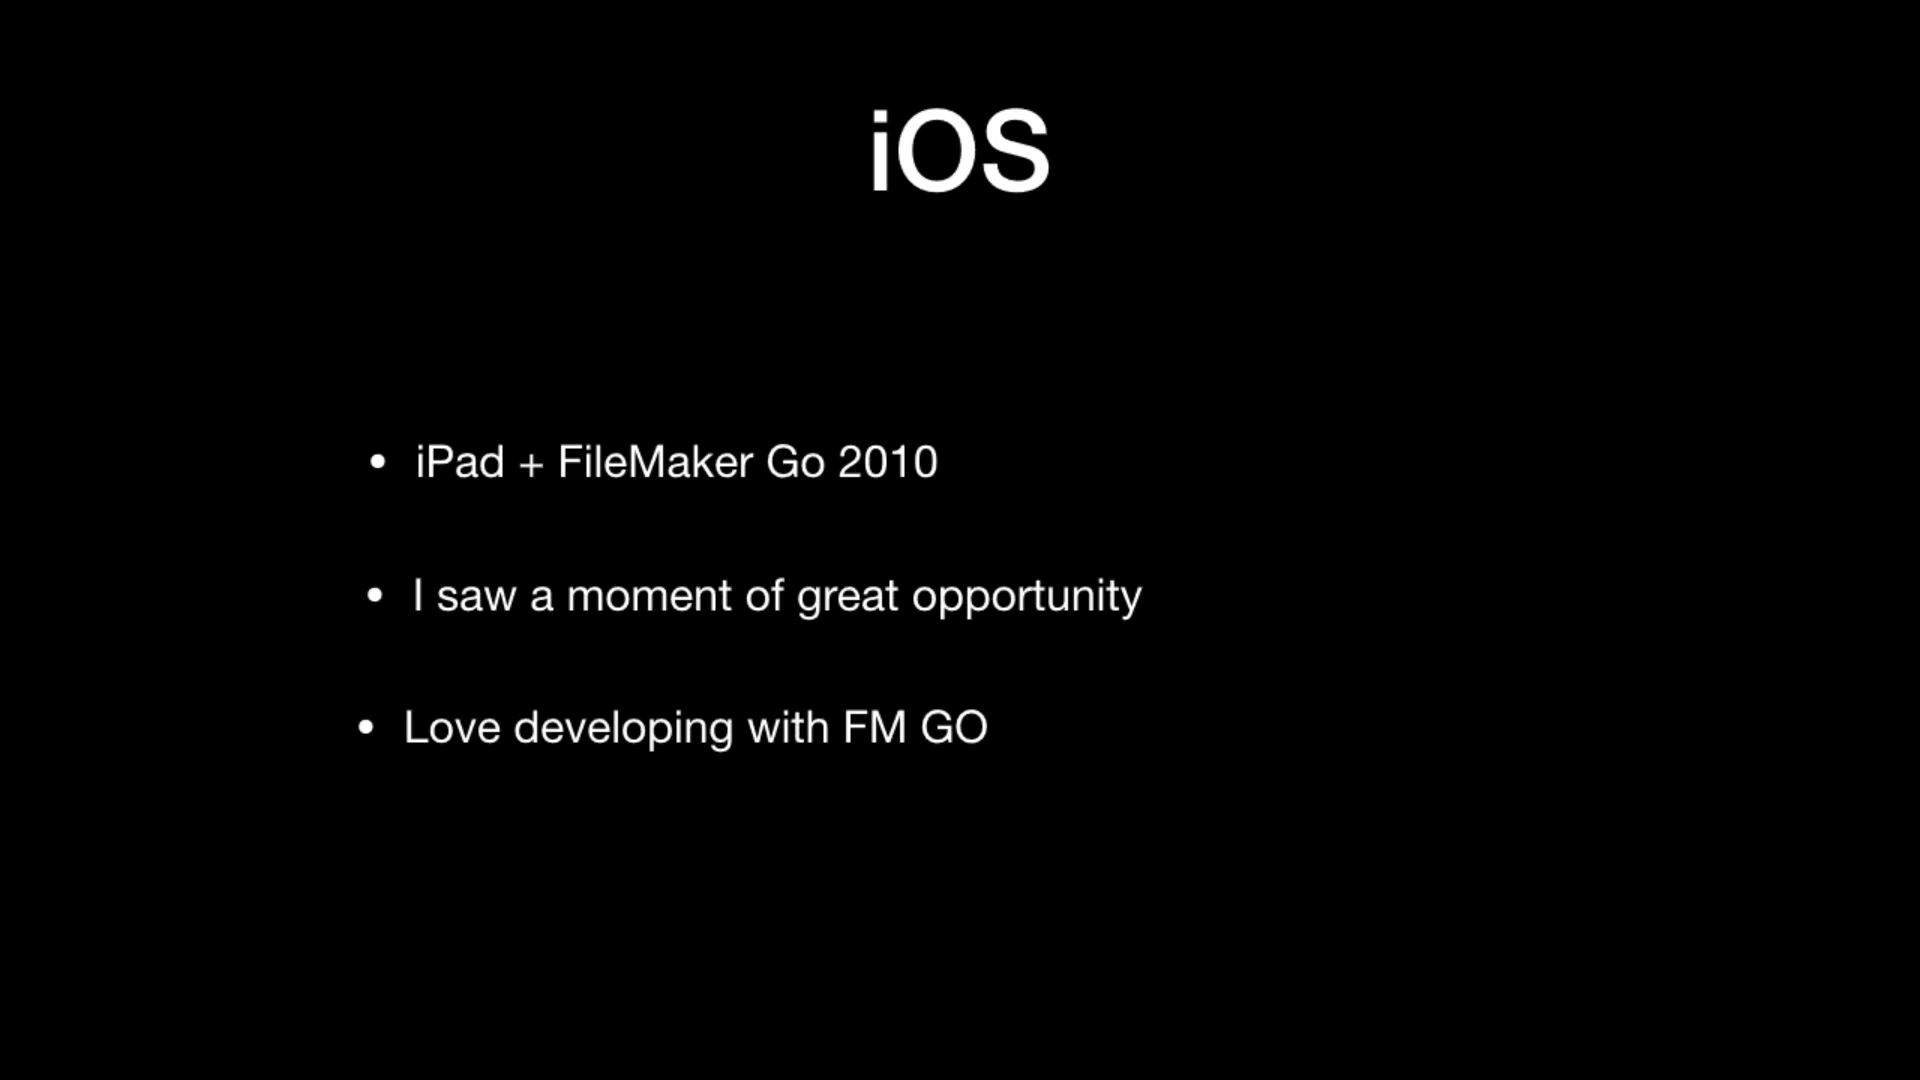 iOS
• iPad + FileMaker Go 2010
• I saw a moment of great opportunity
• Love developing with FM GO